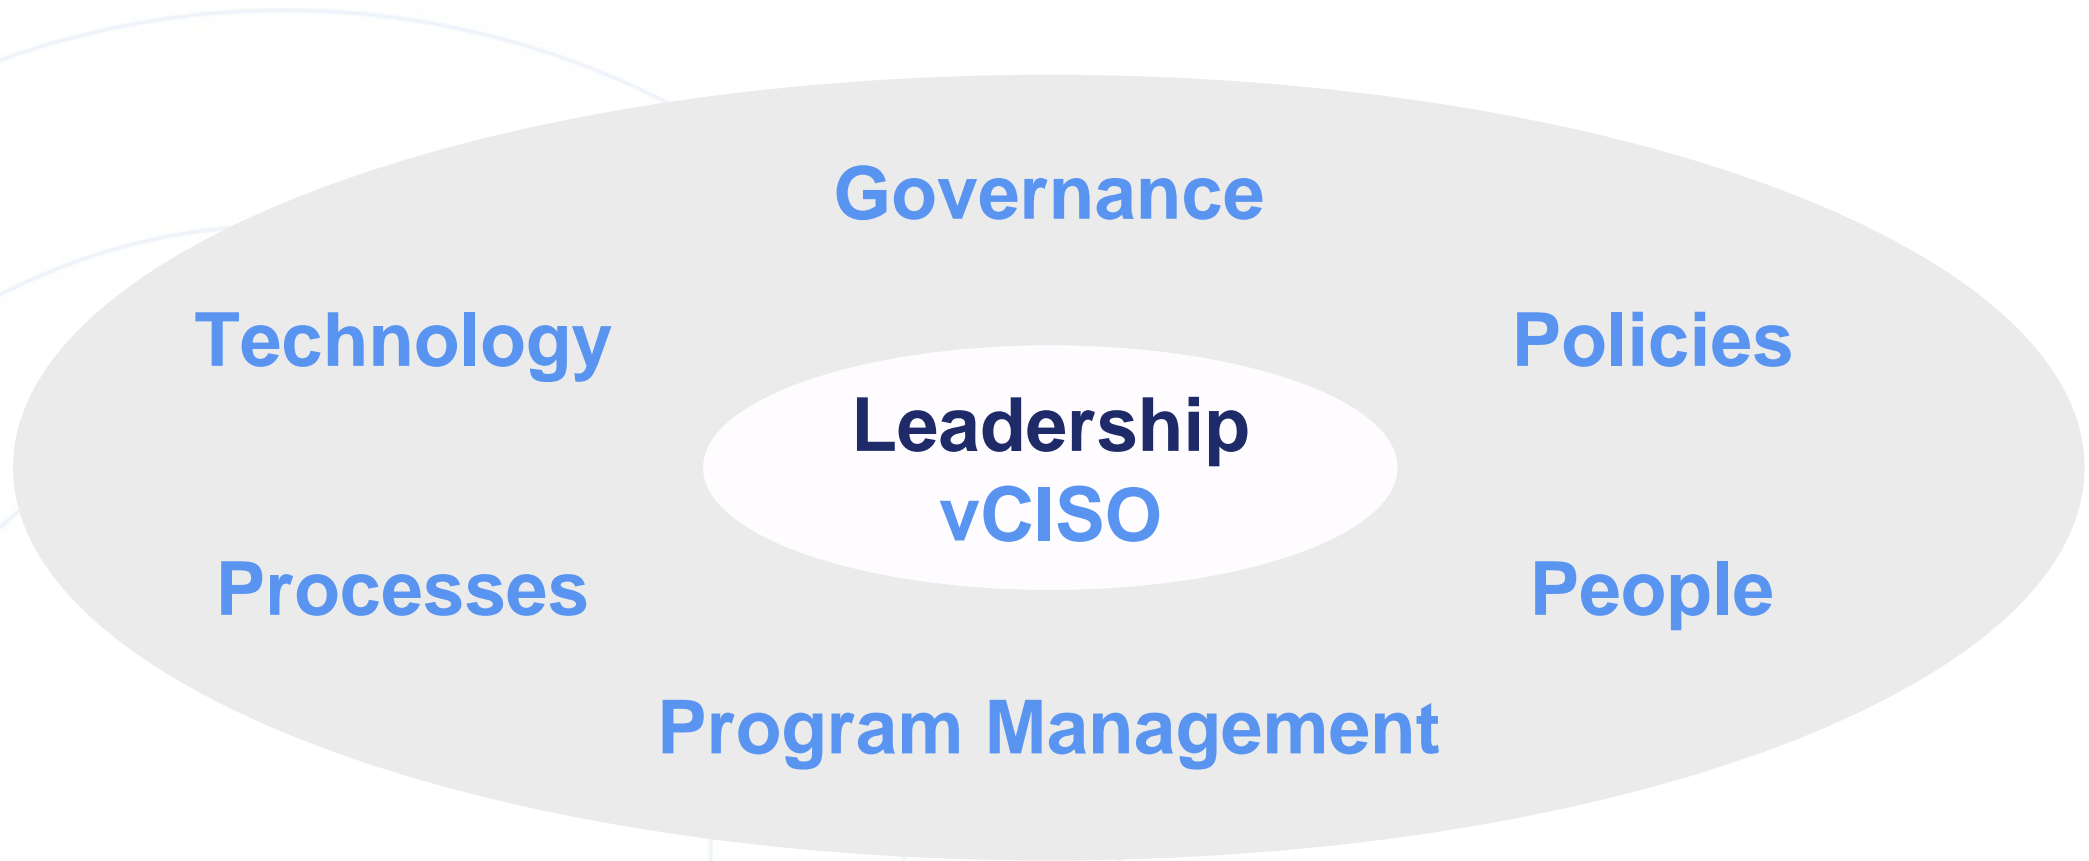 Governance
Technology
Policies
Leadership
vCISO
Processes
People
Program Management